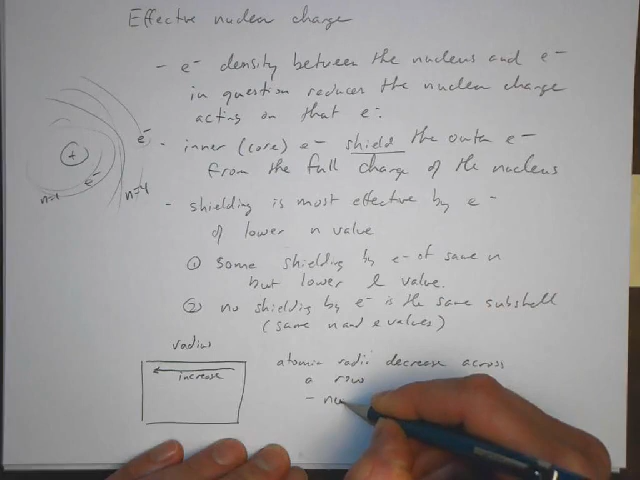 Effective nuclear charge
- e⁻ density between the nucleus and e⁻
in question reduces the nuclear charge
acting on that e⁻.
- inner (core) e⁻ shield the outer e⁻
from the full charge of the nucleus
- shielding is most effective by e⁻
of lower n value
① some shielding by e⁻ of same n
but lower l value.
② no shielding by e⁻ is the same subshell
(same n and l values)
+
e⁻
e⁻
n=1
n=4
radius
increase
atomic radii decrease across
a row
-